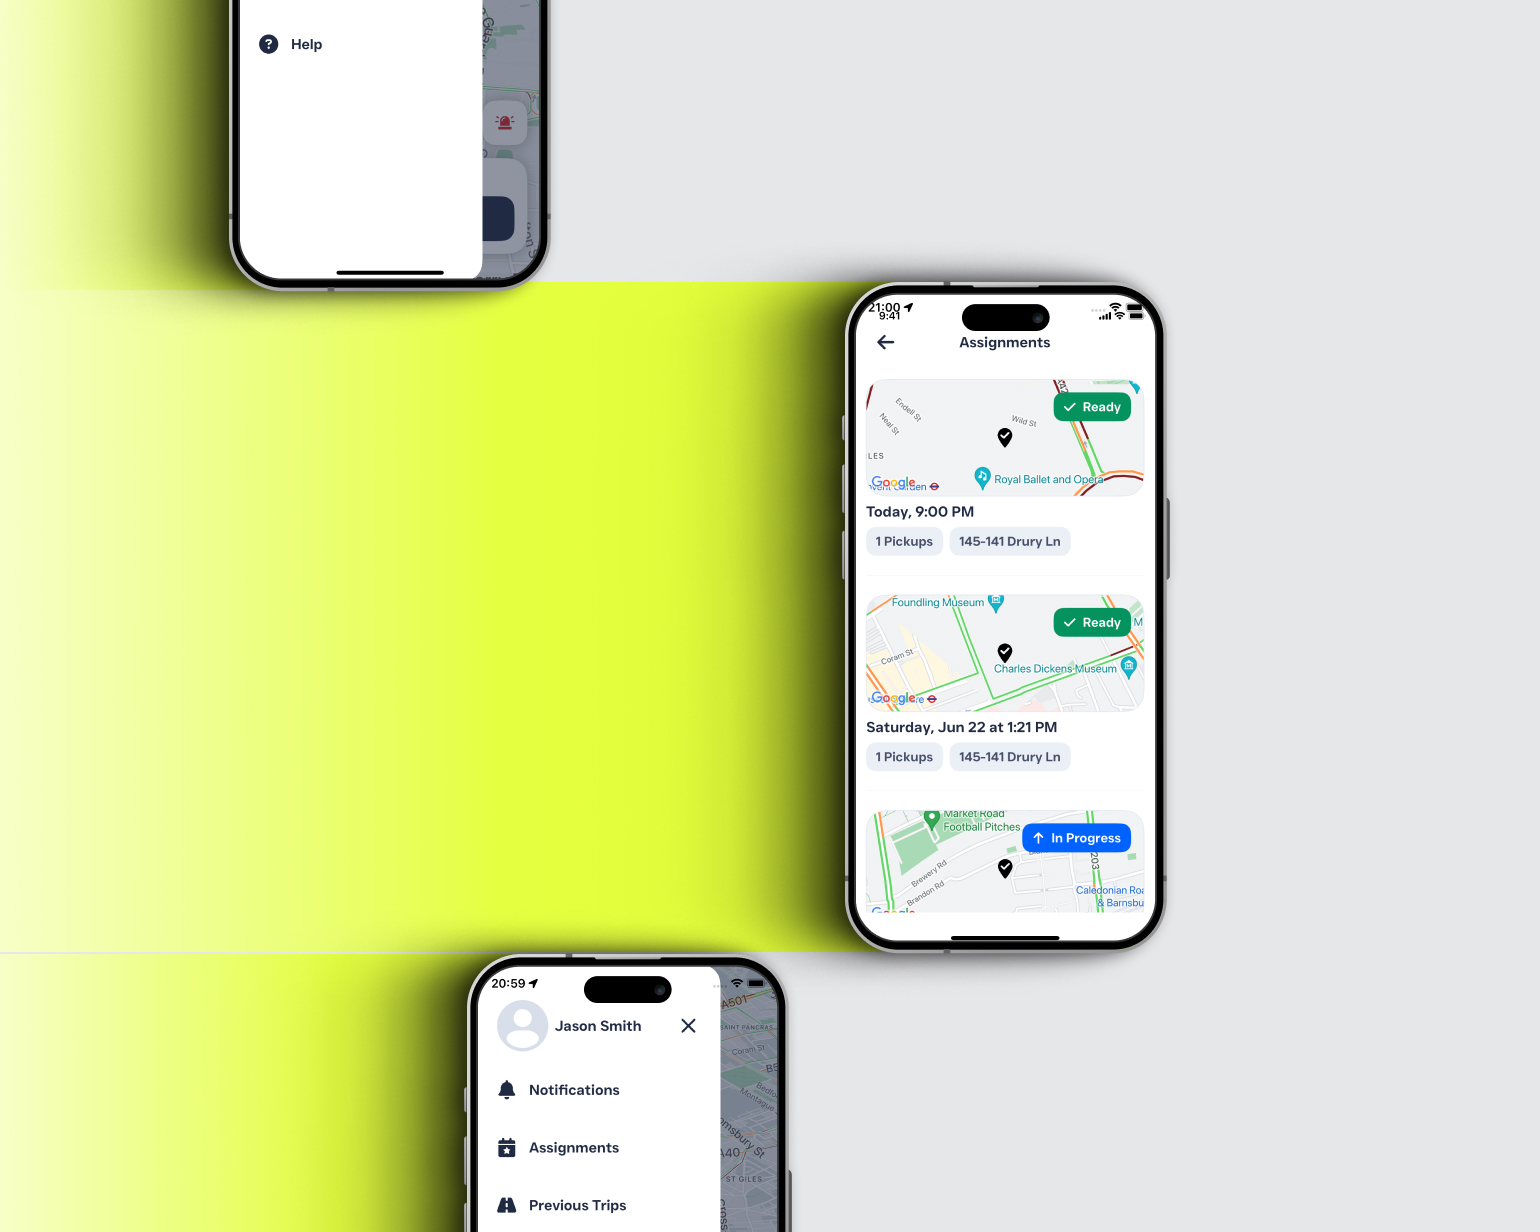 Help
21:00
9:41
Assignments
Endell St
Neal St
Wild St
Ready
LES
Royal Ballet and Opera
Google
Today, 9:00 PM
1 Pickups
145-141 Drury Ln
Foundling Museum
Ready
M
Coram St
Charles Dickens Museum
Google
Saturday, Jun 22 at 1:21 PM
1 Pickups
145-141 Drury Ln
Market Road
Football Pitches
In Progress
203
Brewery Rd
Brandon Rd
Caledonian Roa
& Barnsbu
Google
20:59
Jason Smith
A501
SAINT PANCRAS
Coram St
Notifications
Assignments
A40
ST GILES
Previous Trips